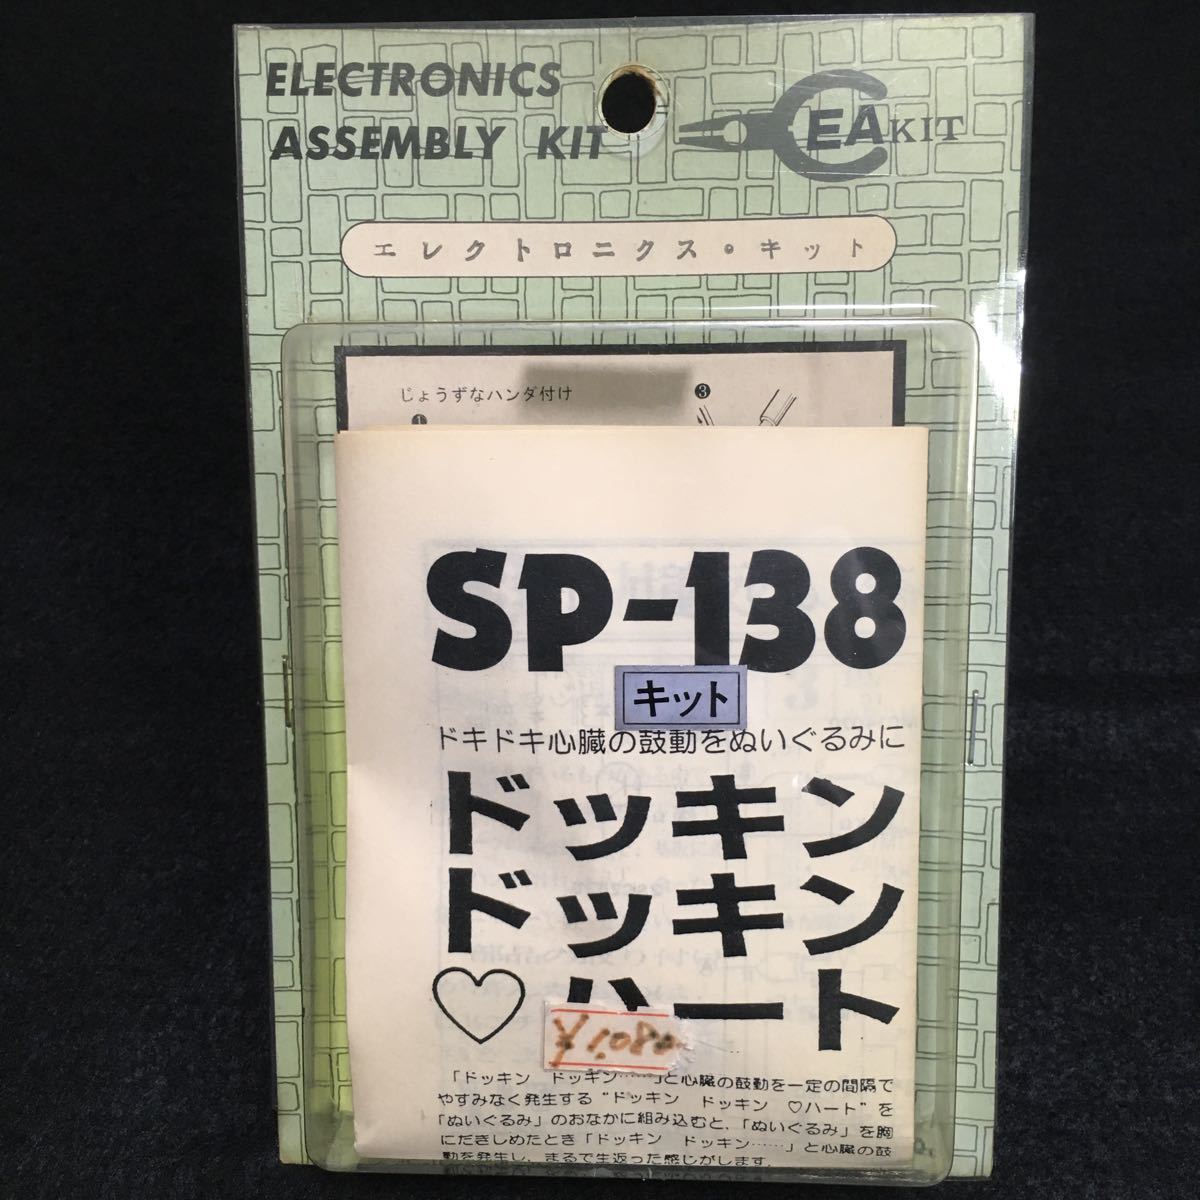 ELECTRONICS
ASSEMBLY KIT
CEA KIT
エレクトロニクス・キット
じょうずなハンダ付け
❶
❸
SP-138
キット
ドキドキ心臓の鼓動をぬいぐるみに
ドッキン
ドッキン
♡ハート
¥1,080
「ドッキン ドッキン……」と心臓の鼓動を一定の間隔で
やすみなく発生する"ドッキン ドッキン ♡ハート"を
「ぬいぐるみ」のおなかに組み込むと、「ぬいぐるみ」を胸
にだきしめたとき「ドッキン ドッキン……」と心臓の鼓
動を発生し、まるで生返った感じがします。